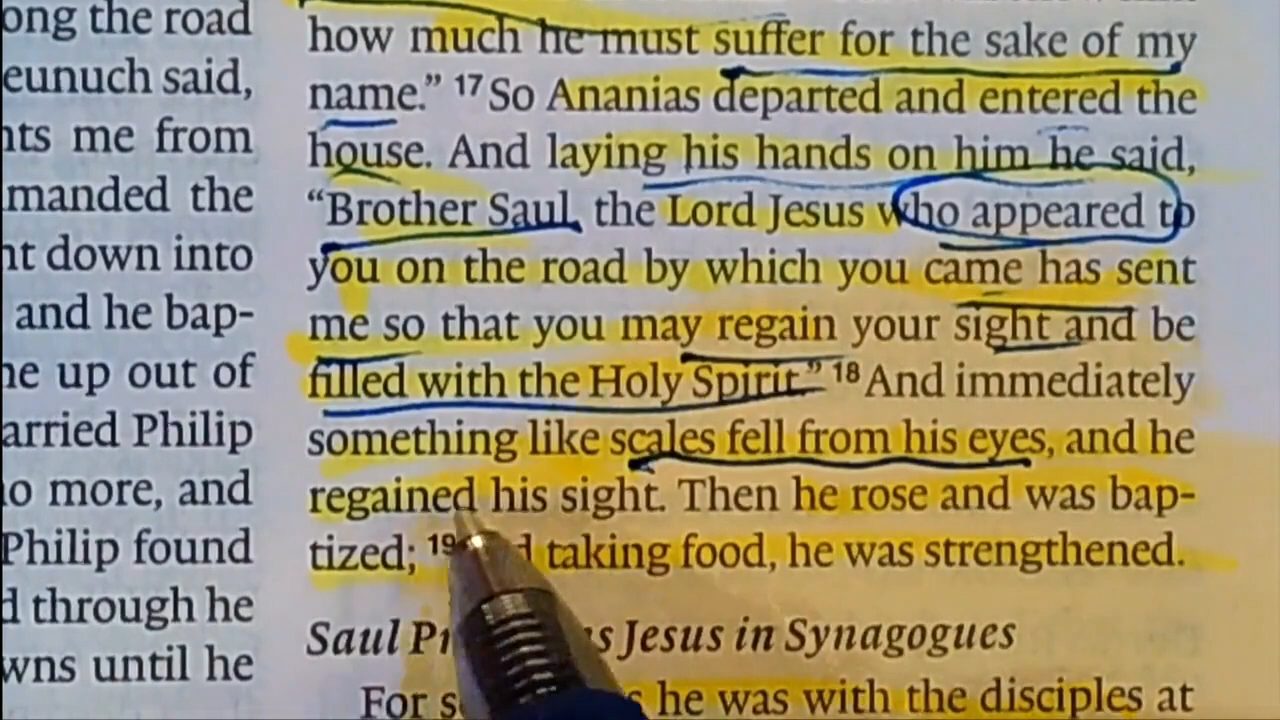 ong the road
eunuch said,
nts me from
manded the
nt down into
and he bap-
ne up out of
arried Philip
no more, and
Philip found
d through he
wns until he
how much he must suffer for the sake of my
name.” 17 So Ananias departed and entered the
house. And laying his hands on him he said,
“Brother Saul, the Lord Jesus who appeared to
you on the road by which you came has sent
me so that you may regain your sight and be
filled with the Holy Spirit.” 18 And immediately
something like scales fell from his eyes, and he
regained his sight. Then he rose and was bap-
tized; 19 taking food, he was strengthened.
Saul Jesus in Synagogues
For he was with the disciples at